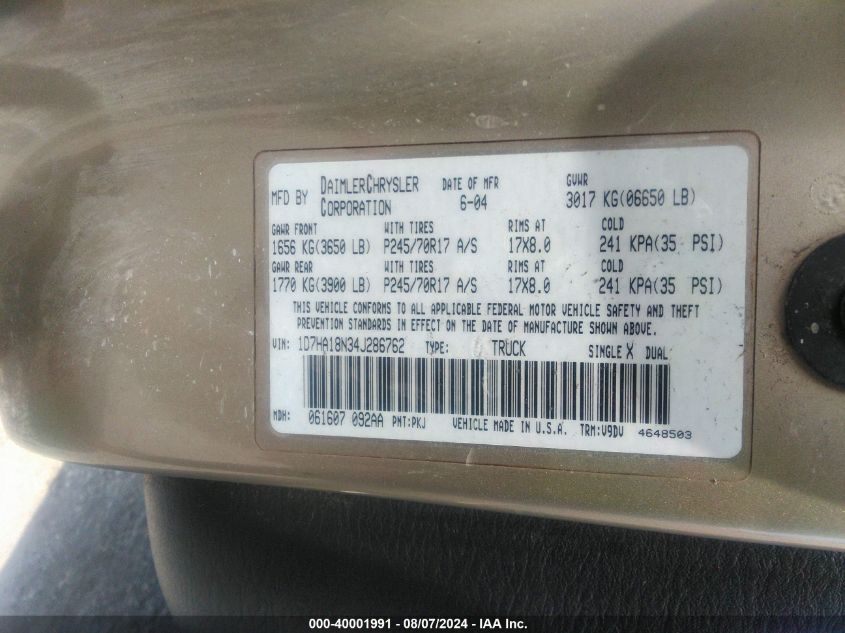 MFD BY DAIMLERCHRYSLER CORPORATION DATE OF MFR 6-04 GVWR 3017 KG(06650 LB)
GAWR FRONT WITH TIRES RIMS AT COLD
1656 KG(3650 LB) P245/70R17 A/S 17X8.0 241 KPA(35 PSI)
GAWR REAR WITH TIRES RIMS AT COLD
1770 KG(3900 LB) P245/70R17 A/S 17X8.0 241 KPA(35 PSI)
THIS VEHICLE CONFORMS TO ALL APPLICABLE FEDERAL MOTOR VEHICLE SAFETY AND THEFT
PREVENTION STANDARDS IN EFFECT ON THE DATE OF MANUFACTURE SHOWN ABOVE.
VIN: 1D7HA18N34J286762 TYPE: TRUCK SINGLE X DUAL
MDH: 061607 092AA PNT:PKJ VEHICLE MADE IN U.S.A. TRM:V9DV 4648503
000-40001991 - 08/07/2024 - IAA Inc.